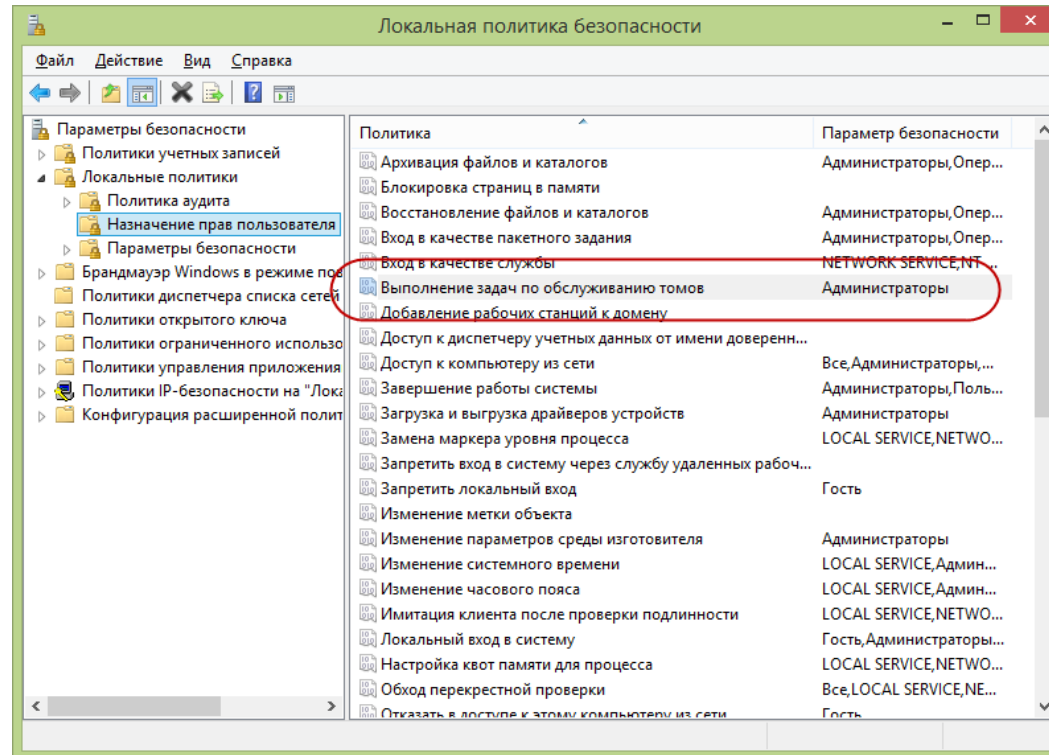 Локальная политика безопасности
Файл Действие Вид Справка
Параметры безопасности
Политики учетных записей
Локальные политики
Политика аудита
Назначение прав пользователя
Параметры безопасности
Брандмауэр Windows в режиме пов
Политики диспетчера списка сетей
Политики открытого ключа
Политики ограниченного использо
Политики управления приложения
Политики IP-безопасности на "Лока
Конфигурация расширенной полит
Политика Параметр безопасности
Архивация файлов и каталогов Администраторы,Опер...
Блокировка страниц в памяти
Восстановление файлов и каталогов Администраторы,Опер...
Вход в качестве пакетного задания Администраторы,Опер...
Вход в качестве службы NETWORK SERVICE,NT ...
Выполнение задач по обслуживанию томов Администраторы
Добавление рабочих станций к домену
Доступ к диспетчеру учетных данных от имени доверенн...
Доступ к компьютеру из сети Все,Администраторы,...
Завершение работы системы Администраторы,Поль...
Загрузка и выгрузка драйверов устройств Администраторы
Замена маркера уровня процесса LOCAL SERVICE,NETWO...
Запретить вход в систему через службу удаленных рабоч...
Запретить локальный вход Гость
Изменение метки объекта
Изменение параметров среды изготовителя Администраторы
Изменение системного времени LOCAL SERVICE,Админ...
Изменение часового пояса LOCAL SERVICE,Админ...
Имитация клиента после проверки подлинности LOCAL SERVICE,NETWO...
Локальный вход в систему Гость,Администраторы...
Настройка квот памяти для процесса LOCAL SERVICE,NETWO...
Обход перекрестной проверки Все,LOCAL SERVICE,NE...
Отказать в доступе к этому компьютеру из сети Гость